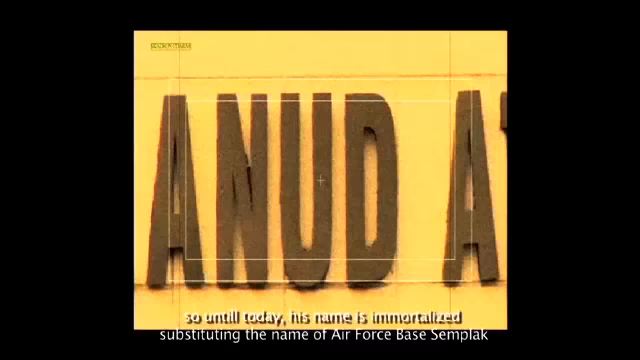 ANUD A
so untill today, his name is immortalized
substituting the name of Air Force Base Semplak